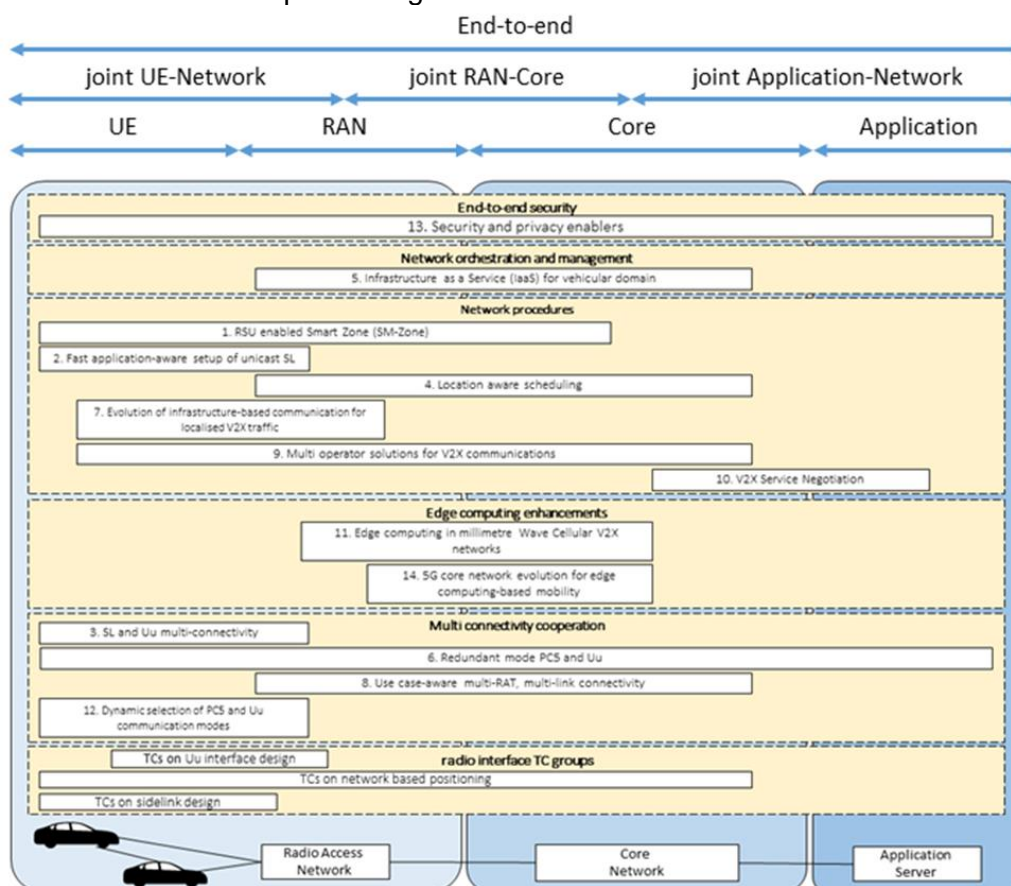 End-to-end
joint UE-Network
joint RAN-Core
joint Application-Network
UE
RAN
Core
Application
End-to-end security
13. Security and privacy enablers
Network orchestration and management
5. Infrastructure as a Service (IaaS) for vehicular domain
Network procedures
1. RSU enabled Smart Zone (SM-Zone)
2. Fast application-aware setup of unicast SL
4. Location aware scheduling
7. Evolution of infrastructure-based communication for
localised V2X traffic
9. Multi operator solutions for V2X communications
10. V2X Service Negotiation
Edge computing enhancements
11. Edge computing in millimetre Wave Cellular V2X
networks
14. 5G core network evolution for edge
computing-based mobility
Multi connectivity cooperation
3. SL and Uu multi-connectivity
6. Redundant mode PC5 and Uu
8. Use case-aware multi-RAT, multi-link connectivity
12. Dynamic selection of PC5 and Uu
communication modes
radio interface TC groups
TCs on Uu interface design
TCs on network based positioning
TCs on sidelink design
Radio Access
Network
Core
Network
Application
Server